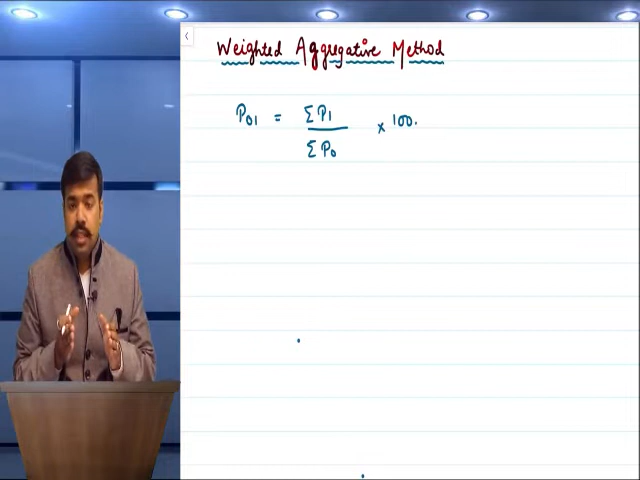 Weighted Aggregative Method
P01 = ΣP1 / ΣP0 × 100.